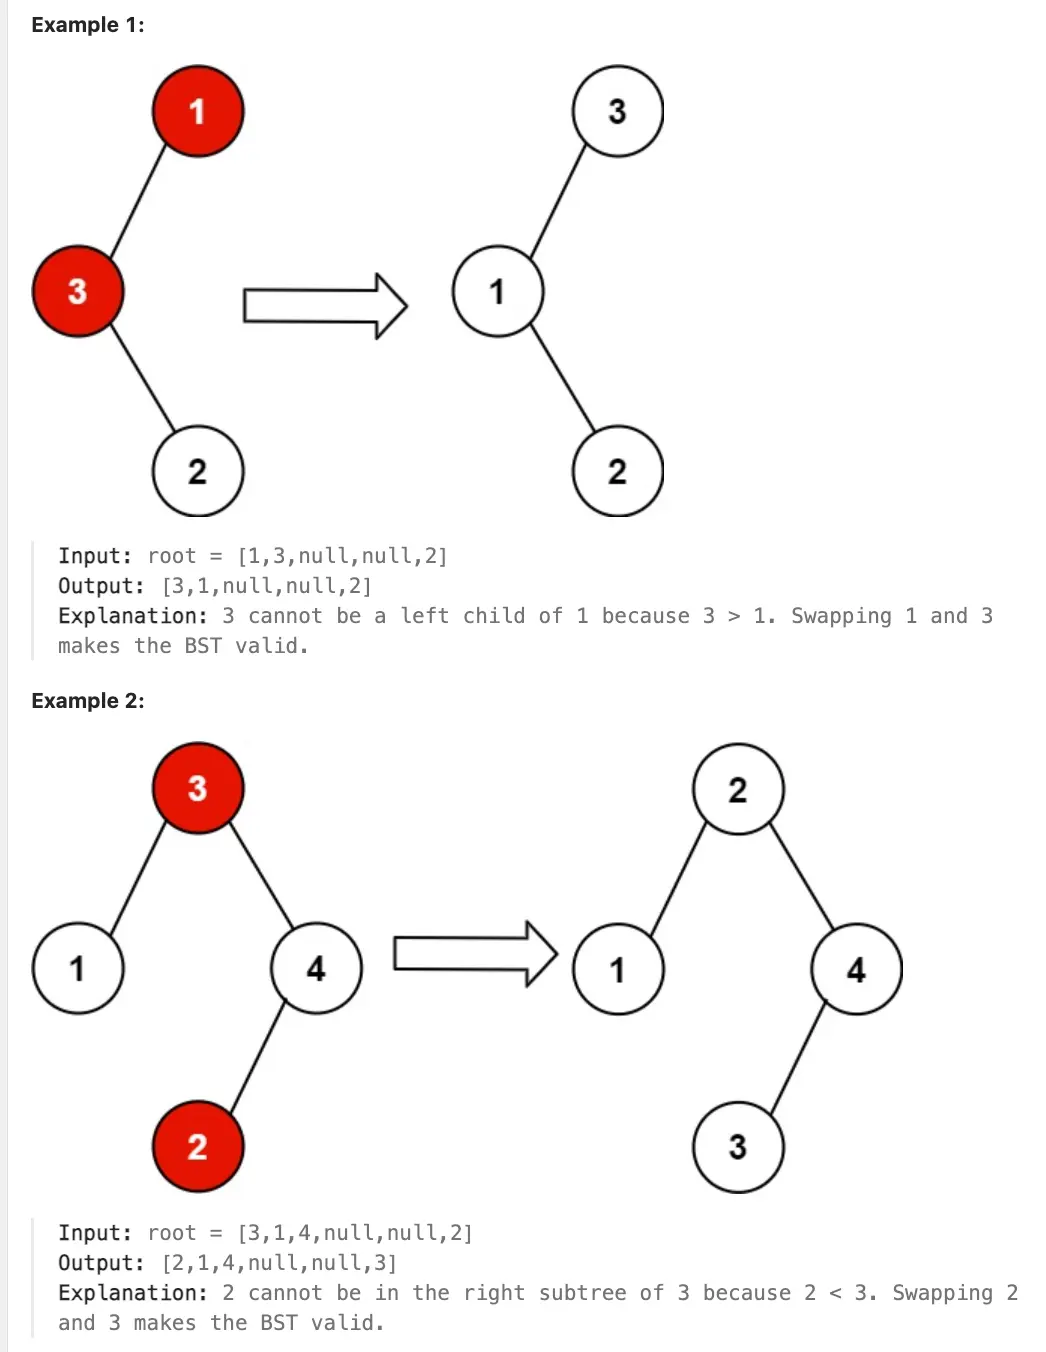 Example 1:
1
3
3
1
2
2
Input: root = [1,3,null,null,2]
Output: [3,1,null,null,2]
Explanation: 3 cannot be a left child of 1 because 3 > 1. Swapping 1 and 3
makes the BST valid.
Example 2:
3
2
1
4
1
4
2
3
Input: root = [3,1,4,null,null,2]
Output: [2,1,4,null,null,3]
Explanation: 2 cannot be in the right subtree of 3 because 2 < 3. Swapping 2
and 3 makes the BST valid.